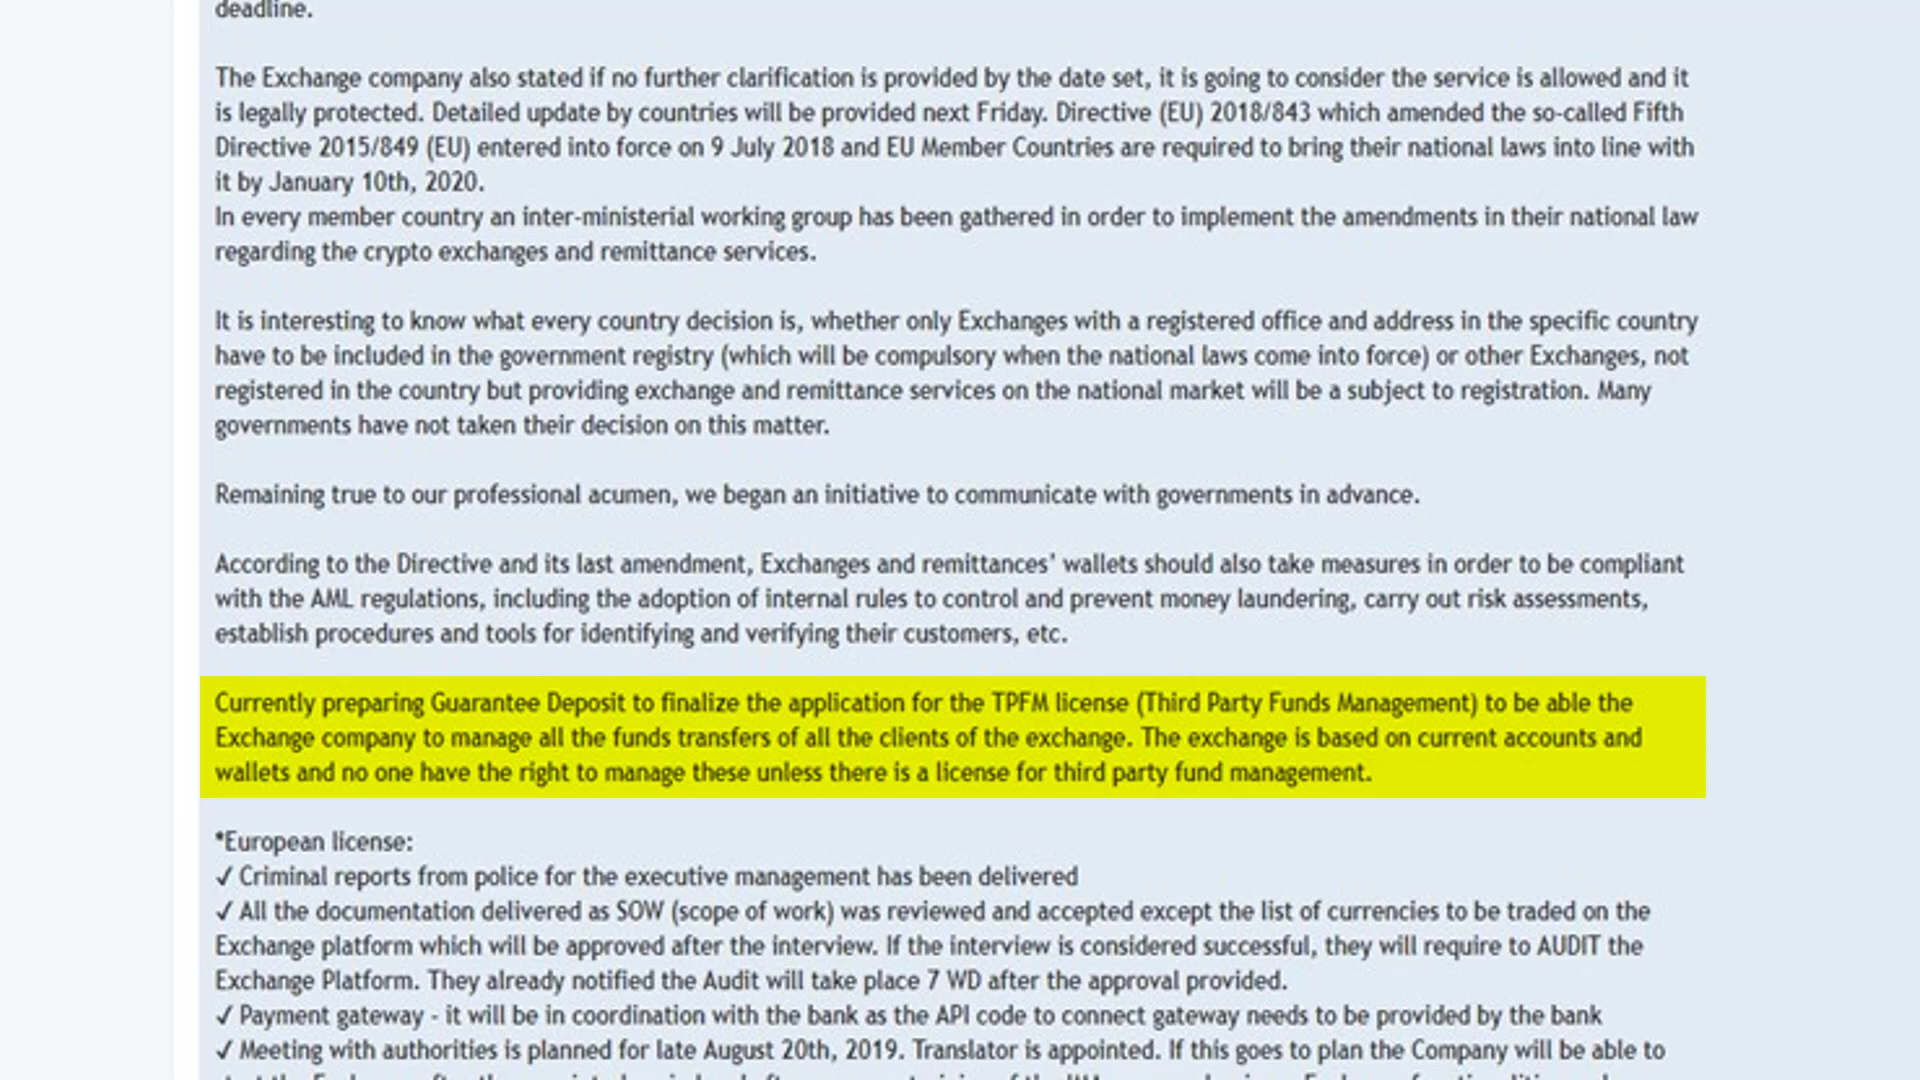 deadline.
The Exchange company also stated if no further clarification is provided by the date set, it is going to consider the service is allowed and it
is legally protected. Detailed update by countries will be provided next Friday. Directive (EU) 2018/843 which amended the so-called Fifth
Directive 2015/849 (EU) entered into force on 9 July 2018 and EU Member Countries are required to bring their national laws into line with
it by January 10th, 2020.
In every member country an inter-ministerial working group has been gathered in order to implement the amendments in their national law
regarding the crypto exchanges and remittance services.
It is interesting to know what every country decision is, whether only Exchanges with a registered office and address in the specific country
have to be included in the government registry (which will be compulsory when the national laws come into force) or other Exchanges, not
registered in the country but providing exchange and remittance services on the national market will be a subject to registration. Many
governments have not taken their decision on this matter.
Remaining true to our professional acumen, we began an initiative to communicate with governments in advance.
According to the Directive and its last amendment, Exchanges and remittances' wallets should also take measures in order to be compliant
with the AML regulations, including the adoption of internal rules to control and prevent money laundering, carry out risk assessments,
establish procedures and tools for identifying and verifying their customers, etc.
Currently preparing Guarantee Deposit to finalize the application for the TPFM license (Third Party Funds Management) to be able the
Exchange company to manage all the funds transfers of all the clients of the exchange. The exchange is based on current accounts and
wallets and no one have the right to manage these unless there is a license for third party fund management.
*European license:
✓ Criminal reports from police for the executive management has been delivered
✓ All the documentation delivered as SOW (scope of work) was reviewed and accepted except the list of currencies to be traded on the
Exchange platform which will be approved after the interview. If the interview is considered successful, they will require to AUDIT the
Exchange Platform. They already notified the Audit will take place 7 WD after the approval provided.
✓ Payment gateway - it will be in coordination with the bank as the API code to connect gateway needs to be provided by the bank
✓ Meeting with authorities is planned for late August 20th, 2019. Translator is appointed. If this goes to plan the Company will be able to